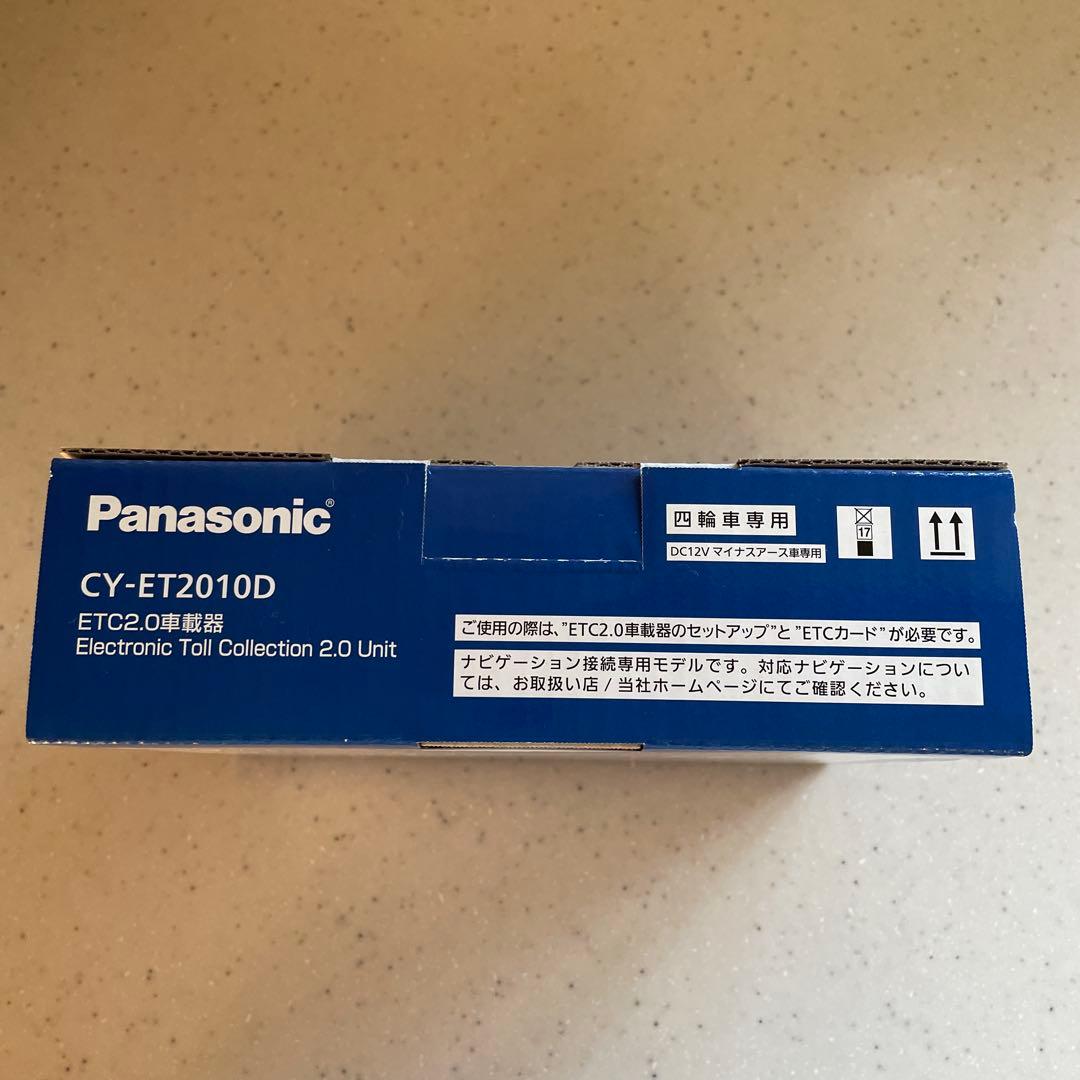 Panasonic®
CY-ET2010D
ETC2.0車載器
Electronic Toll Collection 2.0 Unit
四輪車専用
DC12V マイナスアース車専用
17
ご使用の際は、"ETC2.0車載器のセットアップ"と"ETCカード"が必要です。
ナビゲーション接続専用モデルです。対応ナビゲーションについ
ては、お取扱い店/当社ホームページにてご確認ください。